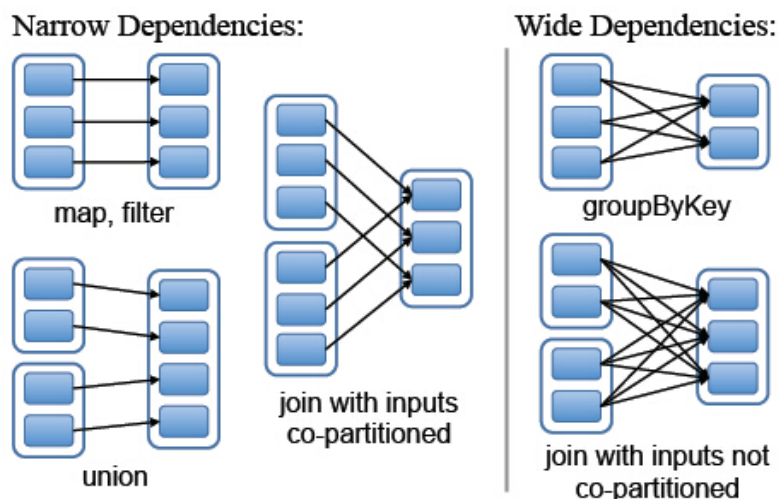 Narrow Dependencies:
map, filter
union
join with inputs
co-partitioned
Wide Dependencies:
groupByKey
join with inputs not
co-partitioned